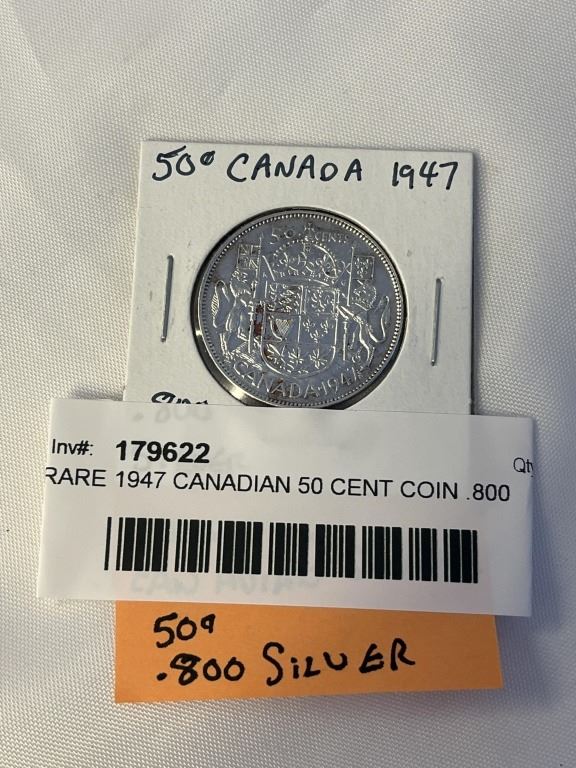 50¢ CANADA 1947
50 CENTS
CANADA 1947
.800
Inv#: 179622 Qty
RARE 1947 CANADIAN 50 CENT COIN .800
50¢
.800 SILVER